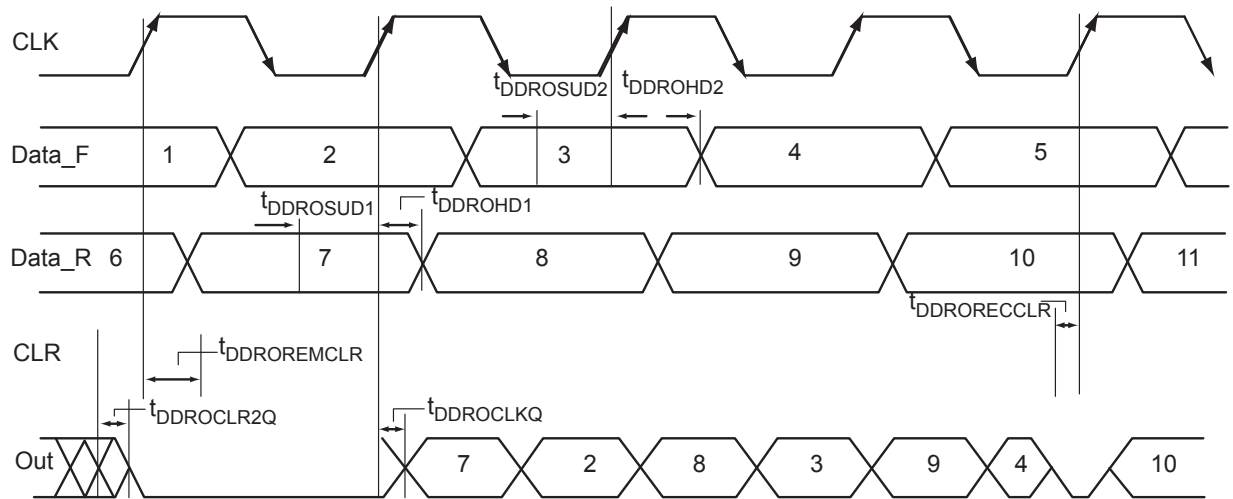 CLK
tDDROSUD2 tDDROHD2
Data_F 1 2 3 4 5
tDDROSUD1 tDDROHD1
Data_R 6 7 8 9 10 11
tDDRORECCLR
CLR
tDDROREMCLR
tDDROCLR2Q tDDROCLKQ
Out 7 2 8 3 9 4 10